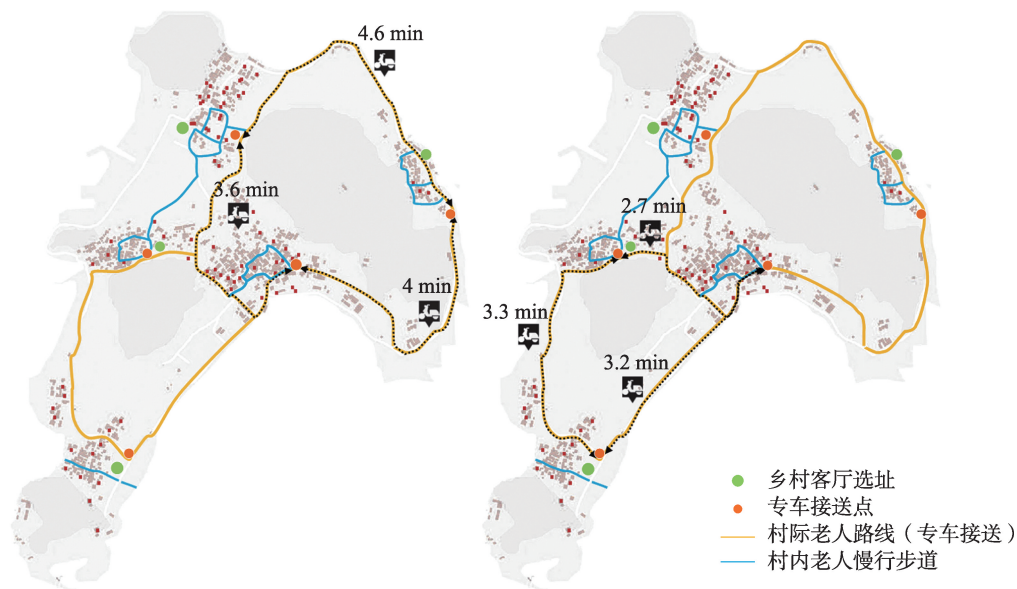 4.6 min
3.6 min
4 min
2.7 min
3.3 min
3.2 min
乡村客厅选址
专车接送点
村际老人路线（专车接送）
村内老人慢行步道